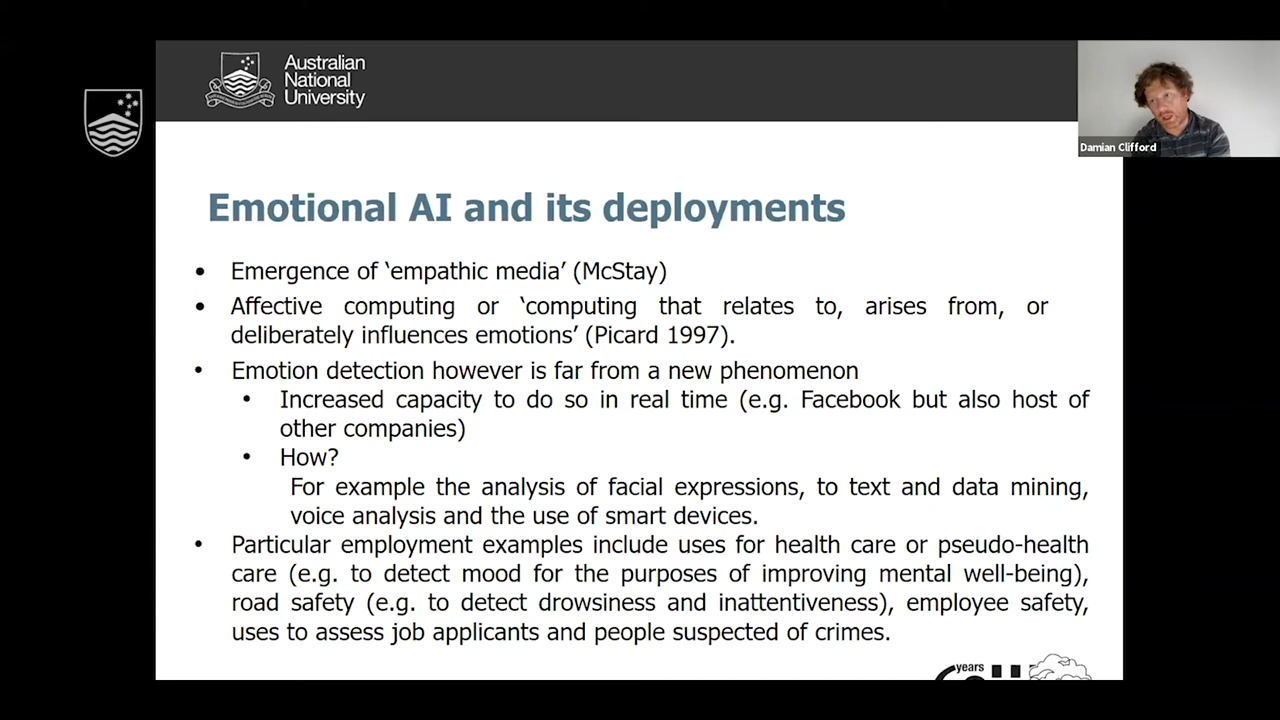 Australian
National
University
Damian Clifford
Emotional AI and its deployments
• Emergence of ‘empathic media’ (McStay)
• Affective computing or ‘computing that relates to, arises from, or
deliberately influences emotions’ (Picard 1997).
• Emotion detection however is far from a new phenomenon
• Increased capacity to do so in real time (e.g. Facebook but also host of
other companies)
• How?
For example the analysis of facial expressions, to text and data mining,
voice analysis and the use of smart devices.
• Particular employment examples include uses for health care or pseudo-health
care (e.g. to detect mood for the purposes of improving mental well-being),
road safety (e.g. to detect drowsiness and inattentiveness), employee safety,
uses to assess job applicants and people suspected of crimes.
years